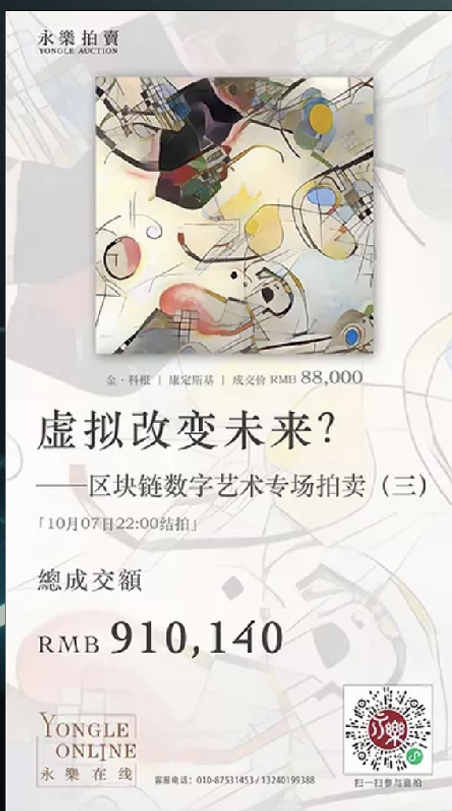 永樂拍賣
YONGLE AUCTION
金·科根 | 康定斯基 | 成交价 RMB 88,000
虚拟改变未来？
——区块链数字艺术专场拍卖（三）
「10月07日22:00结拍」
總成交額
RMB 910,140
YONGLE
ONLINE
永樂在线
客服电话：010-87531453 / 13240199388
扫一扫参与竞拍